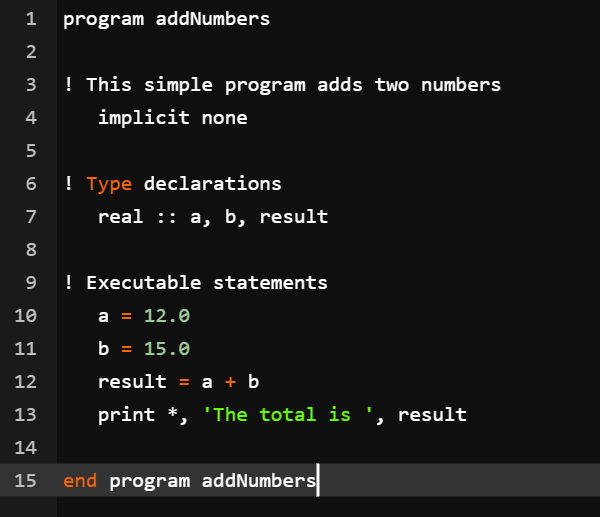 1 program addNumbers
2
3 ! This simple program adds two numbers
4    implicit none
5
6 ! Type declarations
7    real :: a, b, result
8
9 ! Executable statements
10    a = 12.0
11    b = 15.0
12    result = a + b
13    print *, 'The total is ', result
14
15 end program addNumbers